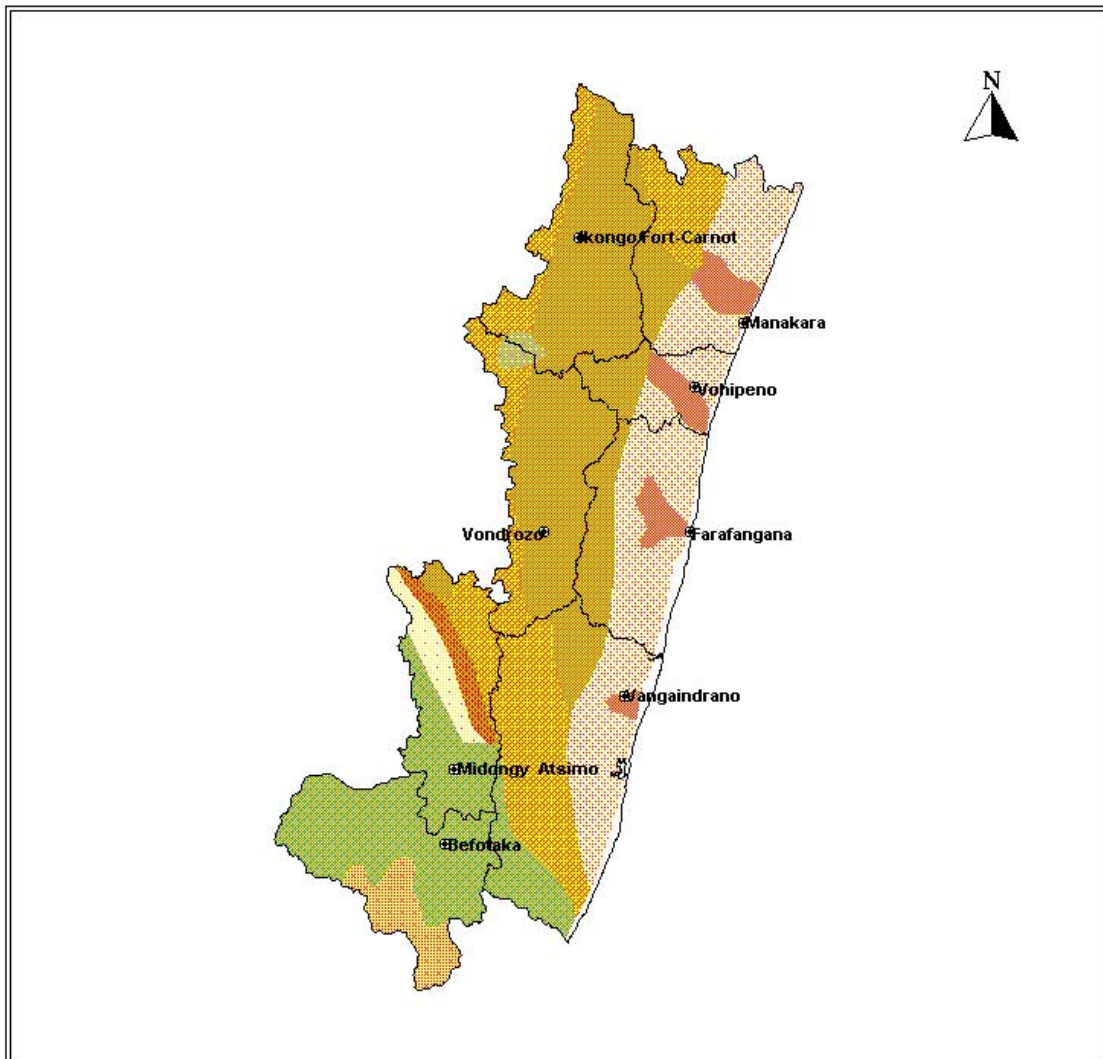 N
Ikongo/Fort-Carnot
Manakara
Vohipeno
Vondrozo
Farafangana
Vangaindrano
Midongy Atsimo
Befotaka